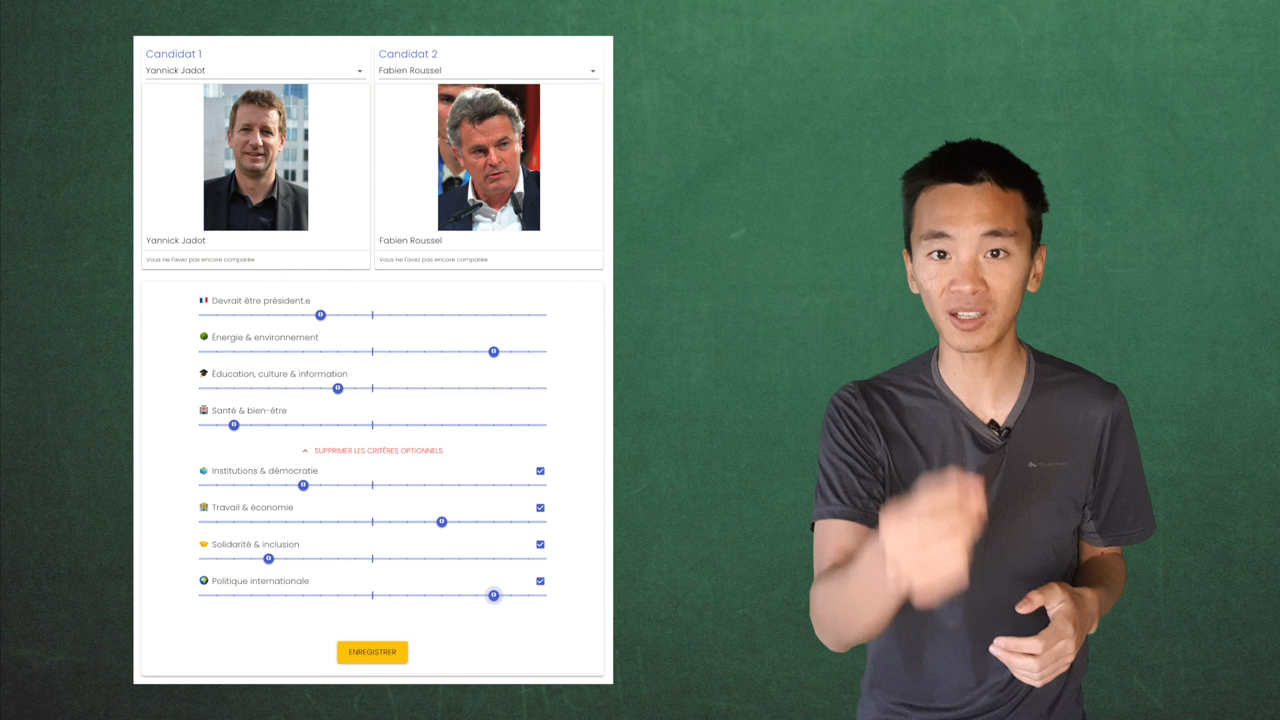 Candidat 1
Yannick Jadot
Candidat 2
Fabien Roussel
Yannick Jadot
Vous ne l'avez pas encore comparée
Fabien Roussel
Vous ne l'avez pas encore comparée
Devrait être président.e
Énergie & environnement
Éducation, culture & information
Santé & bien-être
SUPPRIMER LES CRITÈRES OPTIONNELS
Institutions & démocratie
Travail & économie
Solidarité & inclusion
Politique internationale
ENREGISTRER